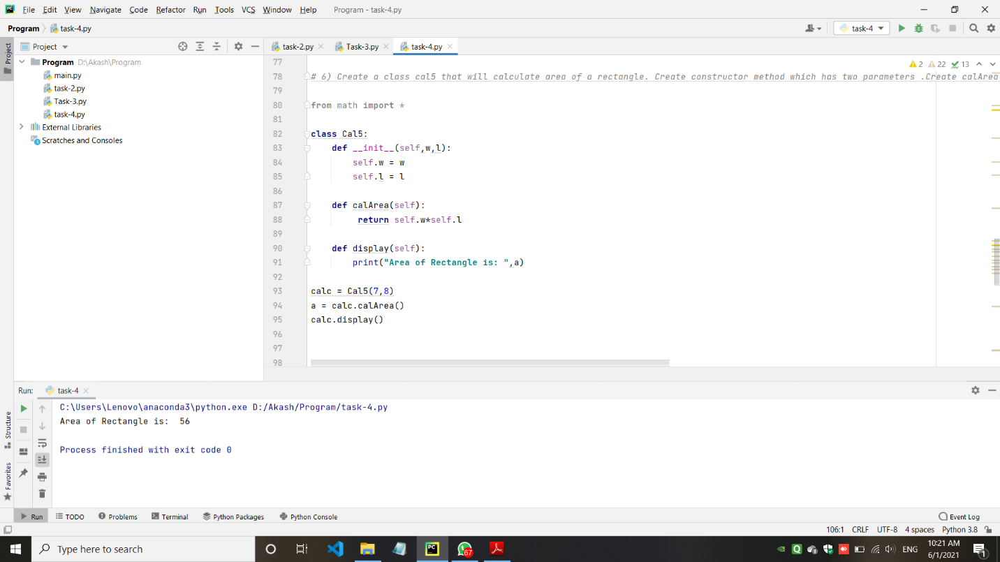 File Edit View Navigate Code Refactor Run Tools VCS Window Help Program - task-4.py
Program task-4.py task-4
Project task-2.py Task-3.py task-4.py
Project
Program D:\Akash\Program
main.py
task-2.py
Task-3.py
task-4.py
External Libraries
Scratches and Consoles
2 22 13
77
78 # 6) Create a class cal5 that will calculate area of a rectangle. Create constructor method which has two parameters .Create calArea
79
80 from math import *
81
82 class Cal5:
83 def __init__(self,w,l):
84 self.w = w
85 self.l = l
86
87 def calArea(self):
88 return self.w*self.l
89
90 def display(self):
91 print("Area of Rectangle is: ",a)
92
93 calc = Cal5(7,8)
94 a = calc.calArea()
95 calc.display()
96
97
98
Run: task-4
C:\Users\Lenovo\anaconda3\python.exe D:/Akash/Program/task-4.py
Area of Rectangle is:  56
Process finished with exit code 0
Structure
Favorites
Run TODO Problems Terminal Python Packages Python Console Event Log
106:1 CRLF UTF-8 4 spaces Python 3.8
Type here to search
PC
67
ENG
10:21 AM
6/1/2021
1